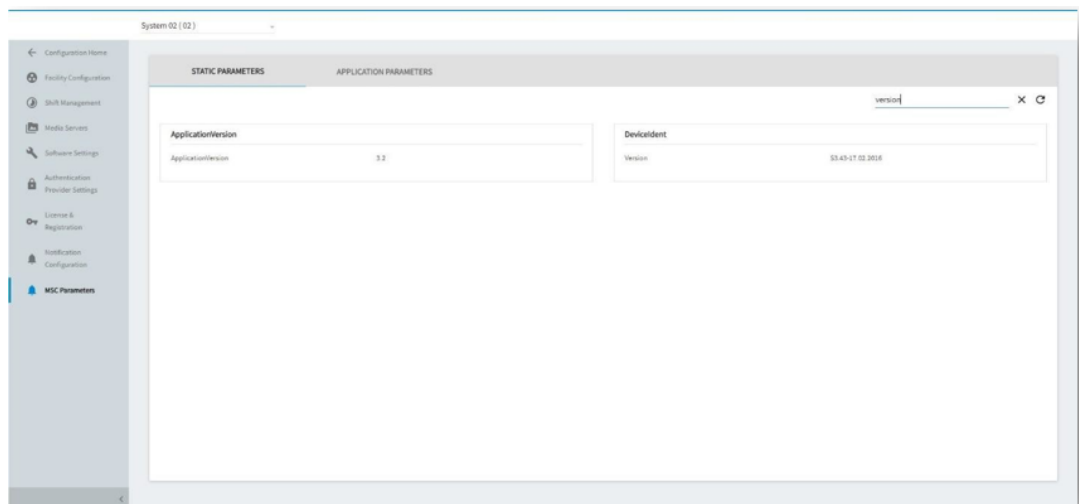 System 02 ( 02 )
Configuration Home
Facility Configuration
Shift Management
Media Servers
Software Settings
Authentication
Provider Settings
License &
Registration
Notification
Configuration
MSC Parameters
STATIC PARAMETERS APPLICATION PARAMETERS
version
ApplicationVersion
ApplicationVersion 3.2
DeviceIdent
Version S3.43-17.02.2016